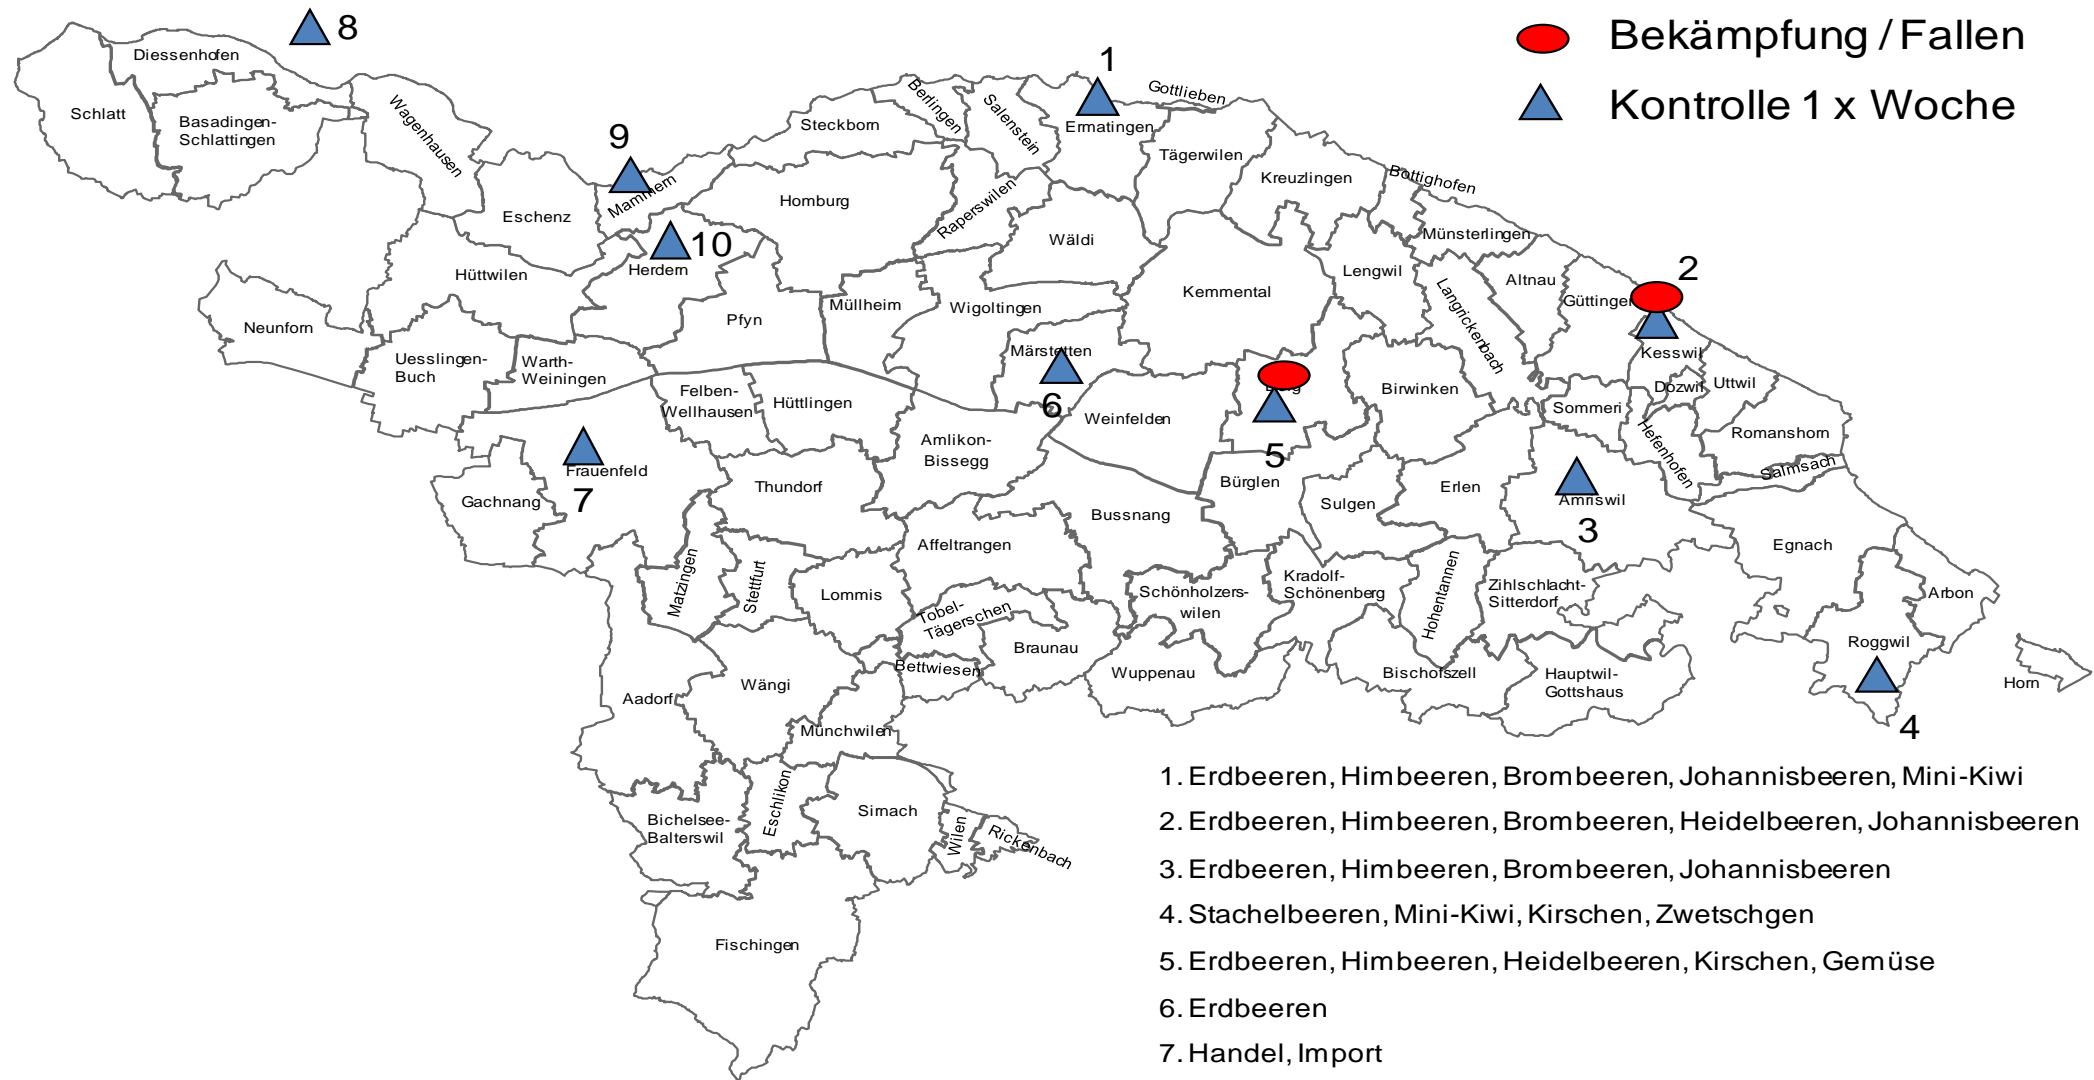 8
Diessenhofen
Schlatt
Basadingen-
Schlattingen
Wagenhausen
9
Mammern
Eschenz
10
Herdern
Hüttwilen
Neunforn
Uesslingen-
Buch
Warth-
Weiningen
Steckborn
Berlingen
Salenstein
1
Ermatingen
Gottlieben
Tägerwilen
Kreuzlingen
Bottighofen
Bekämpfung / Fallen
Kontrolle 1 x Woche
Homburg
Raperswilen
Wäldi
Münsterlingen
Lengwil
Langrickenbach
Altnau
Güttingen
2
Kesswil
Dozwil
Uttwil
Kemmental
Müllheim
Wigoltingen
Pfyn
Märstetten
6
Felben-
Wellhausen
Hüttlingen
Weinfelden
Birwinken
5
Sommeri
Hefenhofen
Romanshorn
Salmsach
Amlikon-
Bissegg
Frauenfeld
7
Gachnang
Thundorf
Bürglen
Sulgen
Erlen
Amriswil
3
Bussnang
Affeltrangen
Egnach
Arbon
Matzingen
Stettfurt
Lommis
Tobel-
Tägerschen
Schönholzers-
wilen
Kradolf-
Schönenberg
Hohentannen
Zihlschlacht-
Sitterdorf
Roggwil
4
Horn
Braunau
Bettwiesen
Wuppenau
Bischofszell
Hauptwil-
Gottshaus
Aadorf
Wängi
Münchwilen
Bichelsee-
Balterswil
Eschlikon
Sirnach
Wilen
Rickenbach
Fischingen
1. Erdbeeren, Himbeeren, Brombeeren, Johannisbeeren, Mini-Kiwi
2. Erdbeeren, Himbeeren, Brombeeren, Heidelbeeren, Johannisbeeren
3. Erdbeeren, Himbeeren, Brombeeren, Johannisbeeren
4. Stachelbeeren, Mini-Kiwi, Kirschen, Zwetschgen
5. Erdbeeren, Himbeeren, Heidelbeeren, Kirschen, Gemüse
6. Erdbeeren
7. Handel, Import